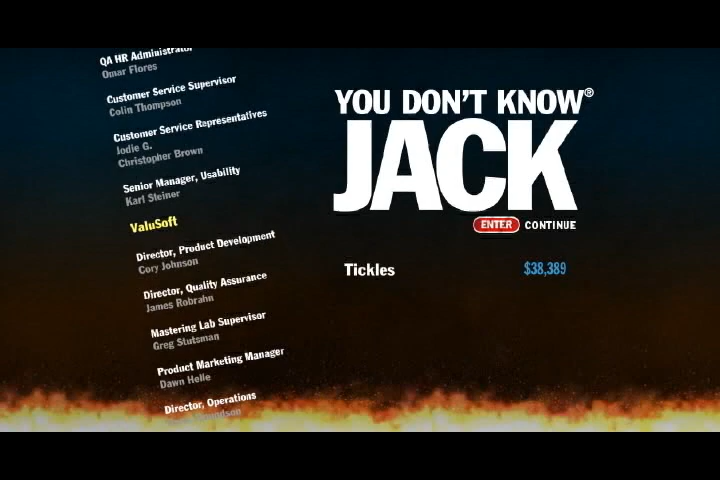 QA HR Administrator
Omar Flores
Customer Service Supervisor
Colin Thompson
Customer Service Representatives
Jodie G.
Christopher Brown
Senior Manager, Usability
Karl Steiner
ValuSoft
Director, Product Development
Cory Johnson
Director, Quality Assurance
James Robrahn
Mastering Lab Supervisor
Greg Stutsman
Product Marketing Manager
Dawn Helle
Director, Operations
YOU DON'T KNOW®
JACK
ENTER CONTINUE
Tickles $38,389